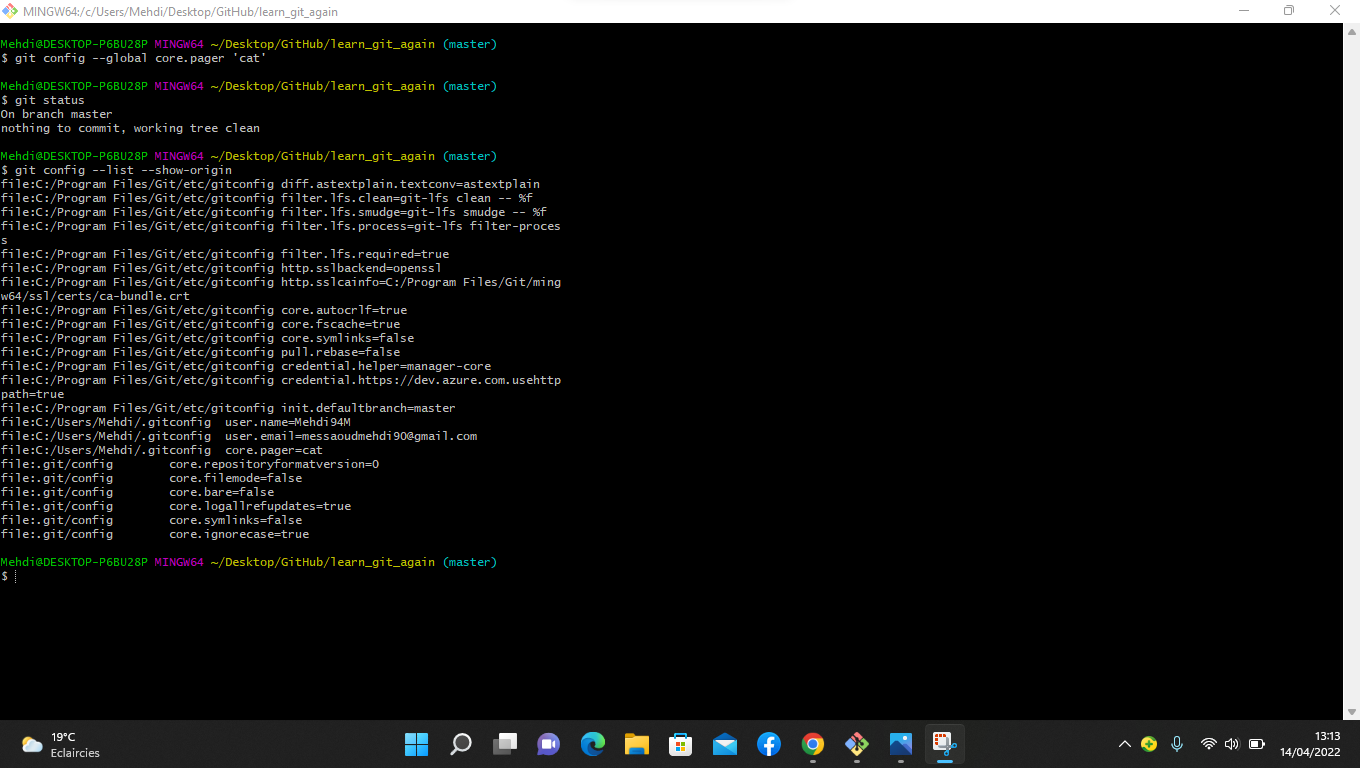 MINGW64:/c/Users/Mehdi/Desktop/GitHub/learn_git_again
Mehdi@DESKTOP-P6BU28P MINGW64 ~/Desktop/GitHub/learn_git_again (master)
$ git config --global core.pager 'cat'
Mehdi@DESKTOP-P6BU28P MINGW64 ~/Desktop/GitHub/learn_git_again (master)
$ git status
On branch master
nothing to commit, working tree clean
Mehdi@DESKTOP-P6BU28P MINGW64 ~/Desktop/GitHub/learn_git_again (master)
$ git config --list --show-origin
file:C:/Program Files/Git/etc/gitconfig diff.astextplain.textconv=astextplain
file:C:/Program Files/Git/etc/gitconfig filter.lfs.clean=git-lfs clean -- %f
file:C:/Program Files/Git/etc/gitconfig filter.lfs.smudge=git-lfs smudge -- %f
file:C:/Program Files/Git/etc/gitconfig filter.lfs.process=git-lfs filter-proces
s
file:C:/Program Files/Git/etc/gitconfig filter.lfs.required=true
file:C:/Program Files/Git/etc/gitconfig http.sslbackend=openssl
file:C:/Program Files/Git/etc/gitconfig http.sslcainfo=C:/Program Files/Git/ming
w64/ssl/certs/ca-bundle.crt
file:C:/Program Files/Git/etc/gitconfig core.autocrlf=true
file:C:/Program Files/Git/etc/gitconfig core.fscache=true
file:C:/Program Files/Git/etc/gitconfig core.symlinks=false
file:C:/Program Files/Git/etc/gitconfig pull.rebase=false
file:C:/Program Files/Git/etc/gitconfig credential.helper=manager-core
file:C:/Program Files/Git/etc/gitconfig credential.https://dev.azure.com.usehttp
path=true
file:C:/Program Files/Git/etc/gitconfig init.defaultbranch=master
file:C:/Users/Mehdi/.gitconfig  user.name=Mehdi94M
file:C:/Users/Mehdi/.gitconfig  user.email=messaoudmehdi90@gmail.com
file:C:/Users/Mehdi/.gitconfig  core.pager=cat
file:.git/config        core.repositoryformatversion=0
file:.git/config        core.filemode=false
file:.git/config        core.bare=false
file:.git/config        core.logallrefupdates=true
file:.git/config        core.symlinks=false
file:.git/config        core.ignorecase=true
Mehdi@DESKTOP-P6BU28P MINGW64 ~/Desktop/GitHub/learn_git_again (master)
$
19°C
Eclaircies
13:13
14/04/2022